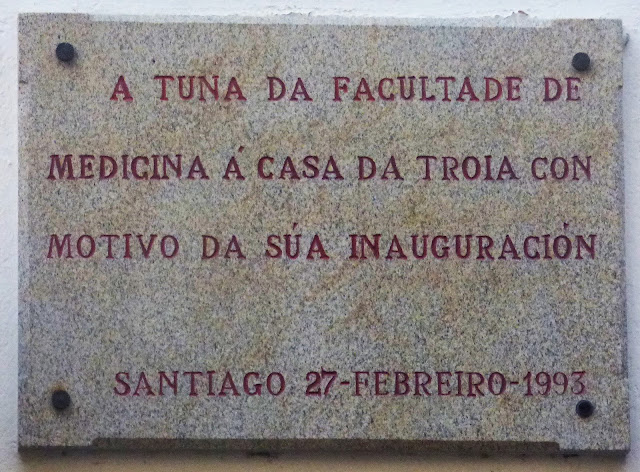 A TUNA DA FACULTADE DE
MEDICINA Á CASA DA TROIA CON
MOTIVO DA SÚA INAUGURACIÓN
SANTIAGO 27-FEBREIRO-1993